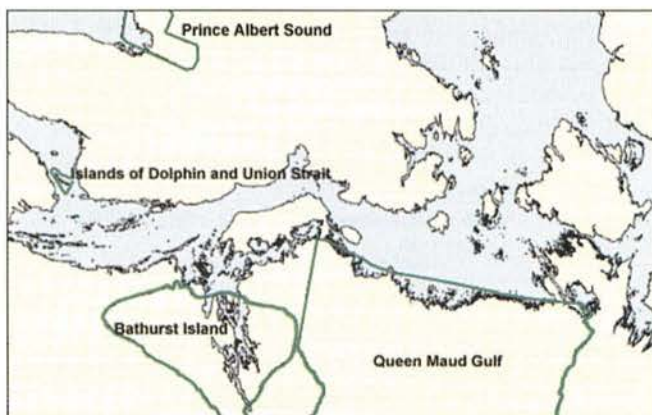 Prince Albert Sound
Islands of Dolphin and Union Strait
Bathurst Island
Queen Maud Gulf